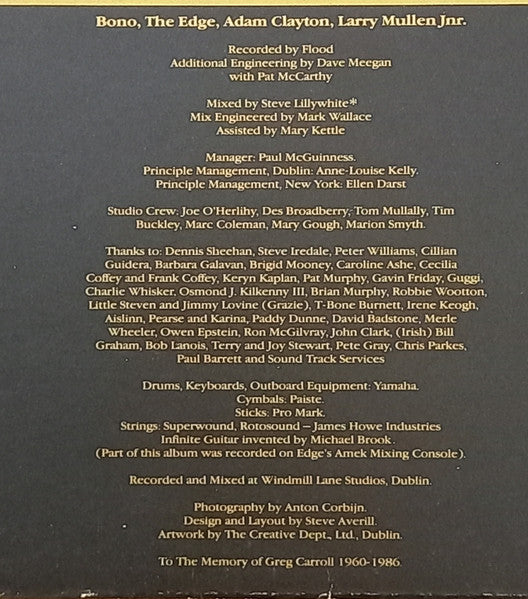 Bono, The Edge, Adam Clayton, Larry Mullen Jnr.
Recorded by Flood
Additional Engineering by Dave Meegan
with Pat McCarthy
Mixed by Steve Lillywhite*
Mix Engineered by Mark Wallace
Assisted by Mary Kettle
Manager: Paul McGuinness.
Principle Management, Dublin: Anne-Louise Kelly.
Principle Management, New York: Ellen Darst
Studio Crew: Joe O'Herlihy, Des Broadberry, Tom Mullally, Tim
Buckley, Marc Coleman, Mary Gough, Marion Smyth.
Thanks to: Dennis Sheehan, Steve Iredale, Peter Williams, Cillian
Guidera, Barbara Galavan, Brigid Mooney, Caroline Ashe, Cecilia
Coffey and Frank Coffey, Keryn Kaplan, Pat Murphy, Gavin Friday, Guggi,
Charlie Whisker, Osmond J. Kilkenny III, Brian Murphy, Robbie Wootton,
Little Steven and Jimmy Lovine (Grazie), T-Bone Burnett, Irene Keogh,
Aislinn, Pearse and Karina, Paddy Dunne, David Badstone, Merle
Wheeler, Owen Epstein, Ron McGilvray, John Clark, (Irish) Bill
Graham, Bob Lanois, Terry and Joy Stewart, Pete Gray, Chris Parkes,
Paul Barrett and Sound Track Services
Drums, Keyboards, Outboard Equipment: Yamaha.
Cymbals: Paiste.
Sticks: Pro Mark.
Strings: Superwound, Rotosound – James Howe Industries
Infinite Guitar invented by Michael Brook.
(Part of this album was recorded on Edge's Amek Mixing Console).
Recorded and Mixed at Windmill Lane Studios, Dublin.
Photography by Anton Corbijn.
Design and Layout by Steve Averill.
Artwork by The Creative Dept., Ltd., Dublin.
To The Memory of Greg Carroll 1960-1986.